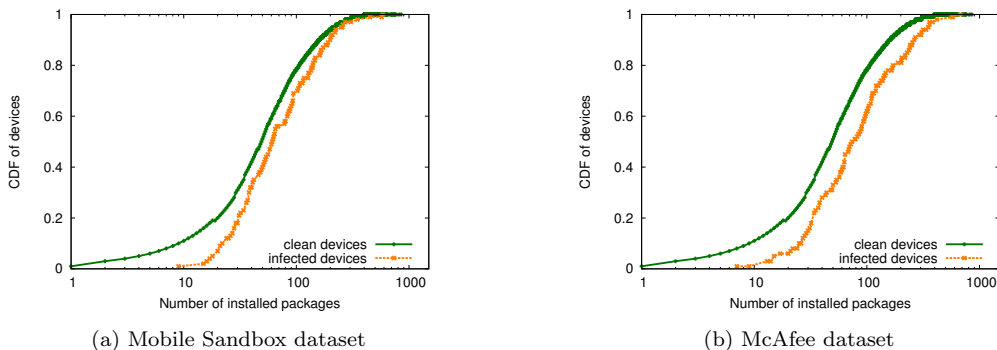 1
0.8
0.6
0.4
0.2
0
CDF of devices
clean devices
infected devices
1 10 100 1000
Number of installed packages
(a) Mobile Sandbox dataset
1
0.8
0.6
0.4
0.2
0
CDF of devices
clean devices
infected devices
1 10 100 1000
Number of installed packages
(b) McAfee dataset